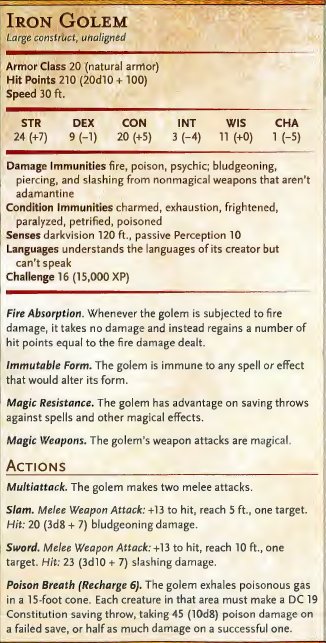 IRON GOLEM
Large construct, unaligned
Armor Class 20 (natural armor)
Hit Points 210 (20d10 + 100)
Speed 30 ft.
STR DEX CON INT WIS CHA
24 (+7) 9 (−1) 20 (+5) 3 (−4) 11 (+0) 1 (−5)
Damage Immunities fire, poison, psychic; bludgeoning,
piercing, and slashing from nonmagical weapons that aren't
adamantine
Condition Immunities charmed, exhaustion, frightened,
paralyzed, petrified, poisoned
Senses darkvision 120 ft., passive Perception 10
Languages understands the languages of its creator but
can't speak
Challenge 16 (15,000 XP)
Fire Absorption. Whenever the golem is subjected to fire
damage, it takes no damage and instead regains a number of
hit points equal to the fire damage dealt.
Immutable Form. The golem is immune to any spell or effect
that would alter its form.
Magic Resistance. The golem has advantage on saving throws
against spells and other magical effects.
Magic Weapons. The golem's weapon attacks are magical.
ACTIONS
Multiattack. The golem makes two melee attacks.
Slam. Melee Weapon Attack: +13 to hit, reach 5 ft., one target.
Hit: 20 (3d8 + 7) bludgeoning damage.
Sword. Melee Weapon Attack: +13 to hit, reach 10 ft., one
target. Hit: 23 (3d10 + 7) slashing damage.
Poison Breath (Recharge 6). The golem exhales poisonous gas
in a 15-foot cone. Each creature in that area must make a DC 19
Constitution saving throw, taking 45 (10d8) poison damage on
a failed save, or half as much damage on a successful one.